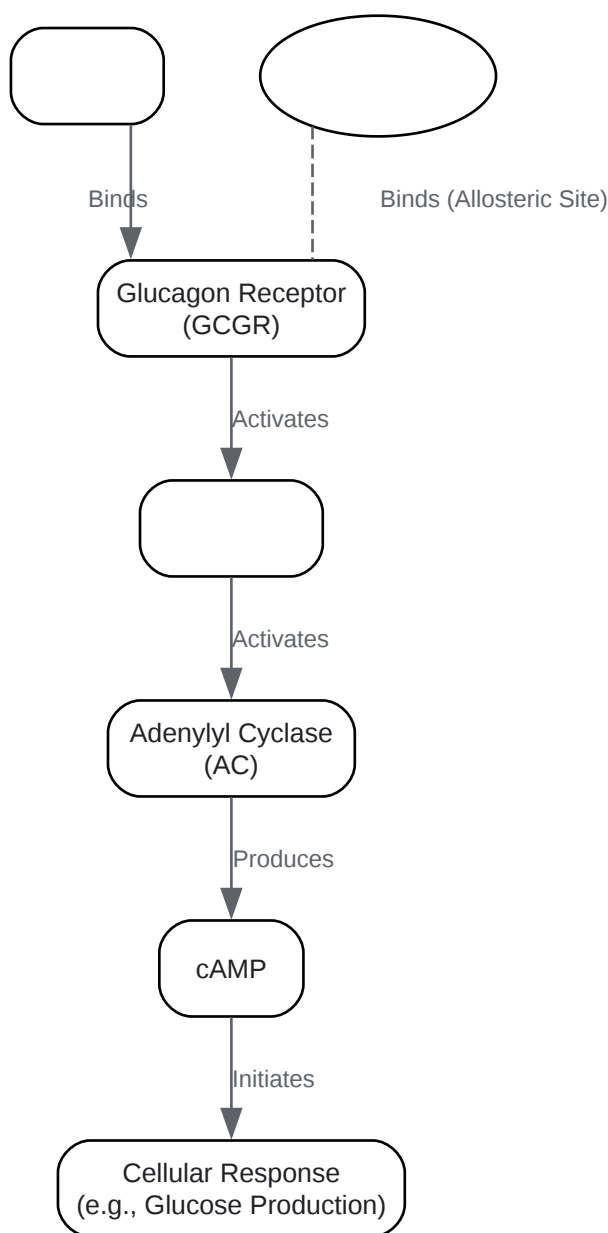 Binds
Binds (Allosteric Site)
Glucagon Receptor
(GCGR)
Activates
Activates
Adenylyl Cyclase
(AC)
Produces
cAMP
Initiates
Cellular Response
(e.g., Glucose Production)